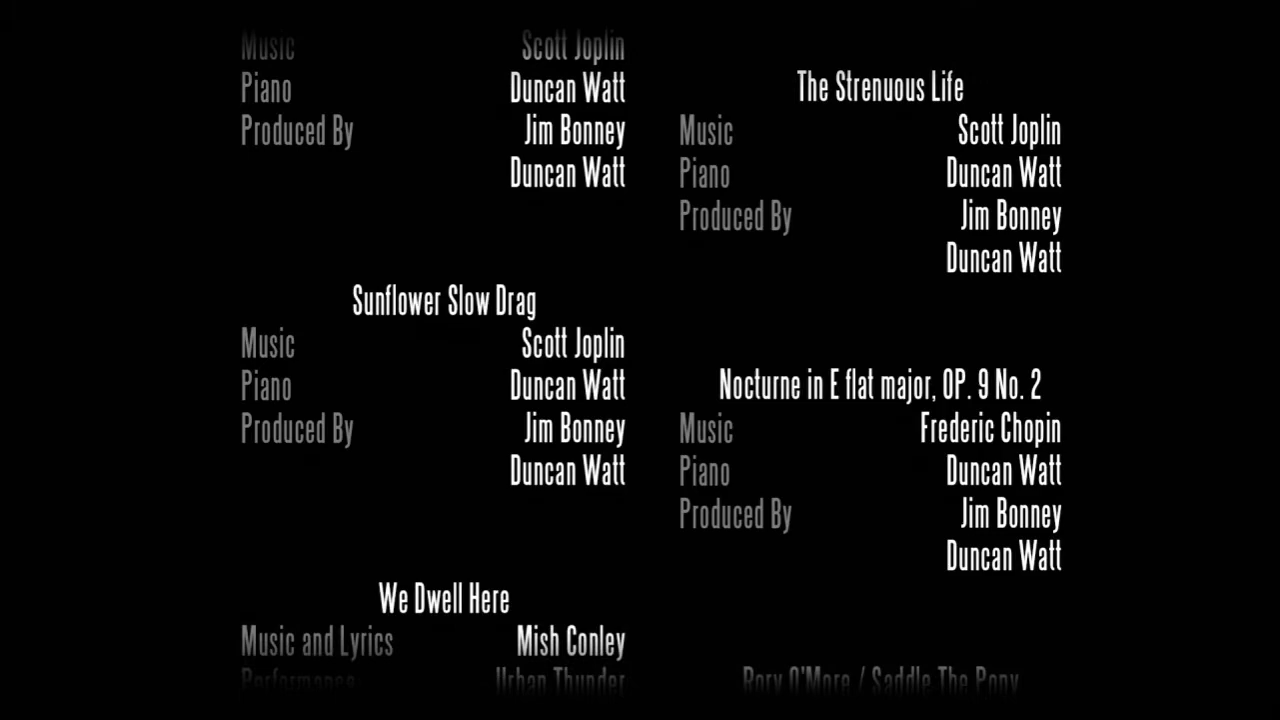 Music Scott Joplin
Piano Duncan Watt
Produced By Jim Bonney
Duncan Watt
Sunflower Slow Drag
Music Scott Joplin
Piano Duncan Watt
Produced By Jim Bonney
Duncan Watt
We Dwell Here
Music and Lyrics Mish Conley
Performance Urban Thunder
The Strenuous Life
Music Scott Joplin
Piano Duncan Watt
Produced By Jim Bonney
Duncan Watt
Nocturne in E flat major, OP. 9 No. 2
Music Frederic Chopin
Piano Duncan Watt
Produced By Jim Bonney
Duncan Watt
Rory O'More / Saddle The Pony